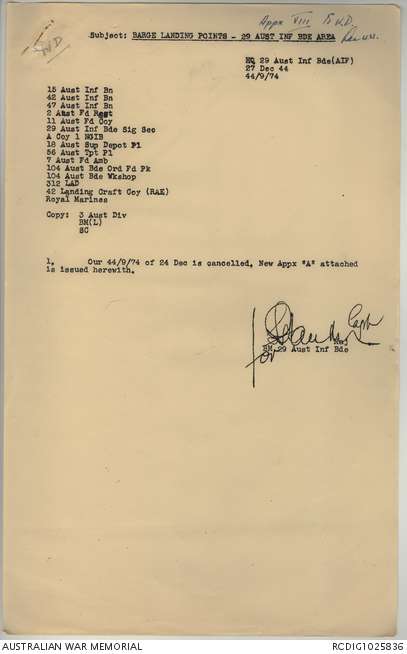 Appx VIII 15 W.D.
WD
Subject: BARGE LANDING POINTS - 29 AUST INF BDE AREA
HQ 29 Aust Inf Bde(AIF)
27 Dec 44
44/9/74
15 Aust Inf Bn
42 Aust Inf Bn
47 Aust Inf Bn
2 Aust Fd Regt
11 Aust Fd Coy
29 Aust Inf Bde Sig Sec
A Coy 1 NGIB
18 Aust Sup Depot Pl
56 Aust Tpt Pl
7 Aust Fd Amb
104 Aust Bde Ord Fd Pk
104 Aust Bde Wkshop
312 LAD
42 Landing Craft Coy (RAE)
Royal Marines
Copy: 3 Aust Div
BM(L)
SC
1. Our 44/9/74 of 24 Dec is cancelled. New Appx "A" attached
is issued herewith.
Capt
Maj
for BM 29 Aust Inf Bde
AUSTRALIAN WAR MEMORIAL
RCDIG1025836